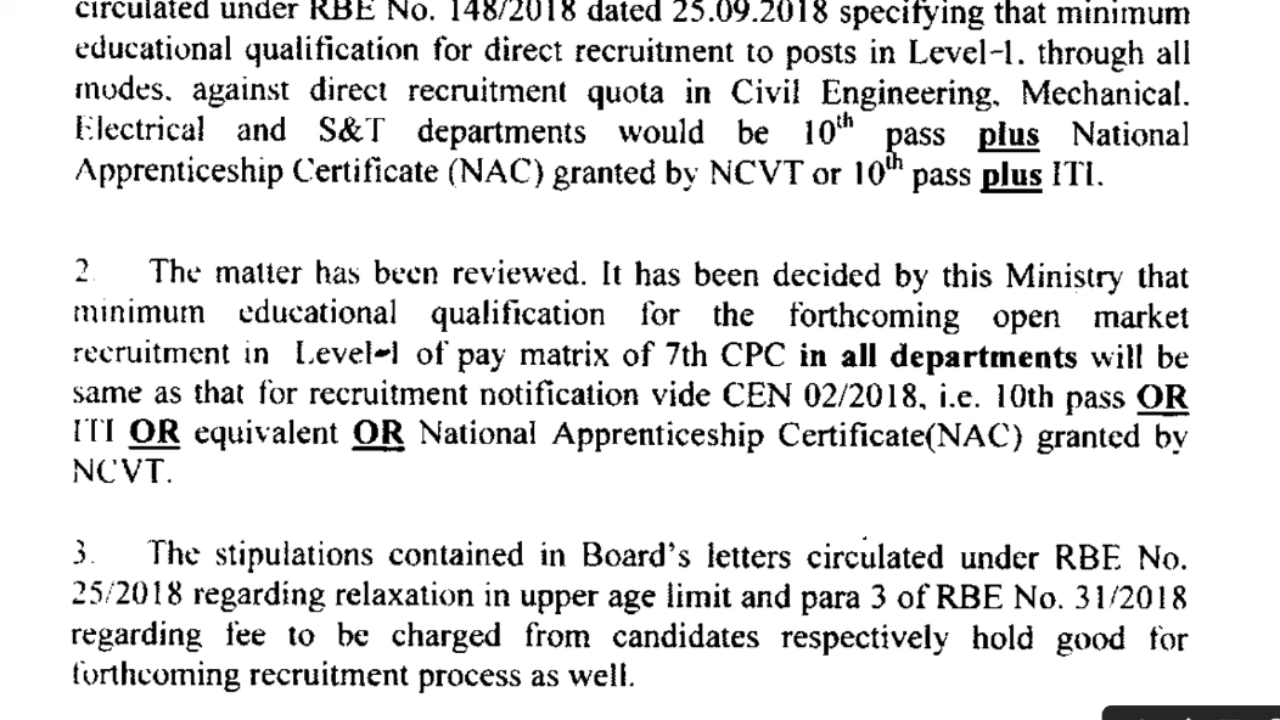 circulated under RBE No. 148/2018 dated 25.09.2018 specifying that minimum
educational qualification for direct recruitment to posts in Level-1, through all
modes, against direct recruitment quota in Civil Engineering, Mechanical,
Electrical and S&T departments would be 10th pass plus National
Apprenticeship Certificate (NAC) granted by NCVT or 10th pass plus ITI.
2. The matter has been reviewed. It has been decided by this Ministry that
minimum educational qualification for the forthcoming open market
recruitment in Level-1 of pay matrix of 7th CPC in all departments will be
same as that for recruitment notification vide CEN 02/2018, i.e. 10th pass OR
ITI OR equivalent OR National Apprenticeship Certificate(NAC) granted by
NCVT.
3. The stipulations contained in Board's letters circulated under RBE No.
25/2018 regarding relaxation in upper age limit and para 3 of RBE No. 31/2018
regarding fee to be charged from candidates respectively hold good for
forthcoming recruitment process as well.